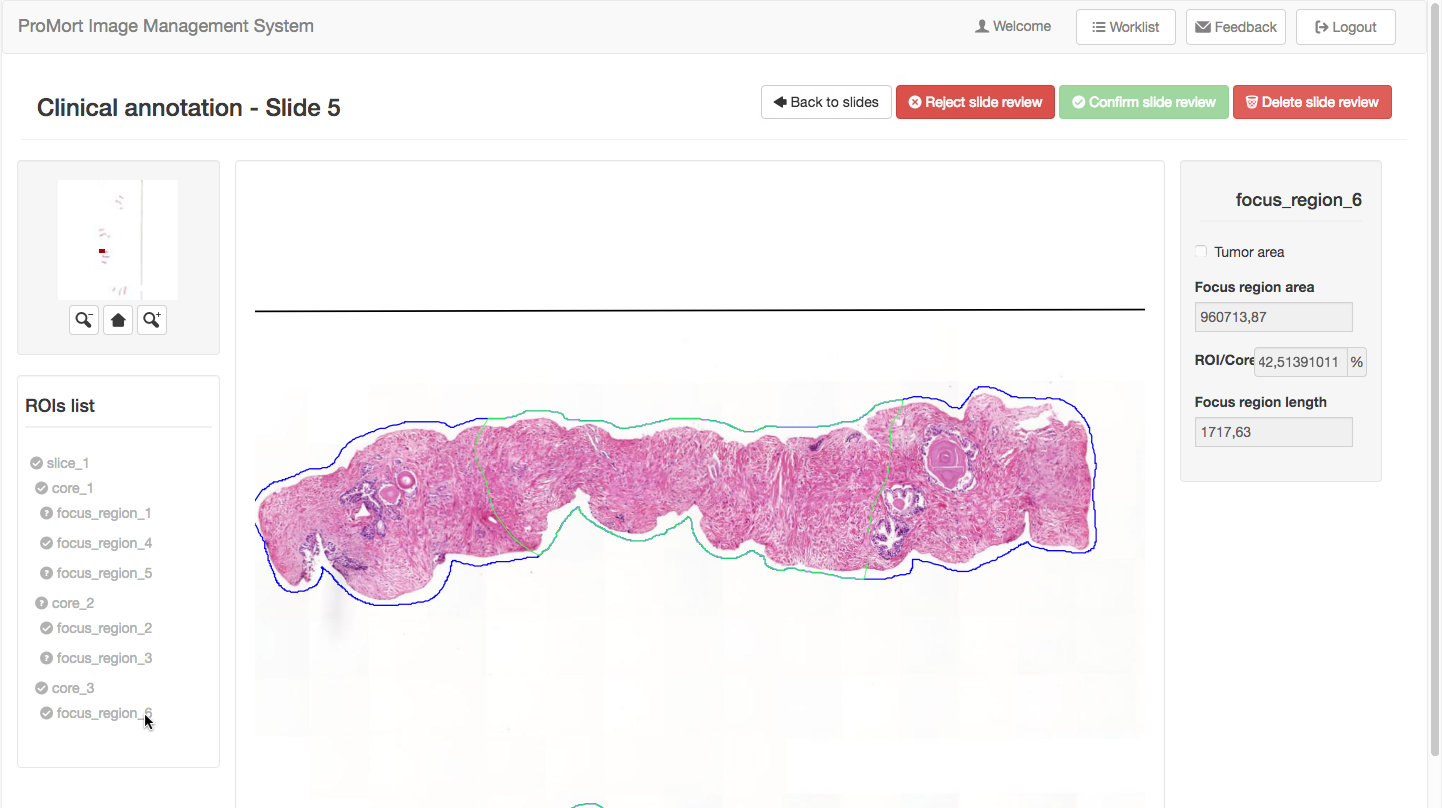 ProMort Image Management System
Welcome
Worklist
Feedback
Logout
Clinical annotation - Slide 5
Back to slides
Reject slide review
Confirm slide review
Delete slide review
ROIs list
slice_1
core_1
focus_region_1
focus_region_4
focus_region_5
core_2
focus_region_2
focus_region_3
core_3
focus_region_6
focus_region_6
Tumor area
Focus region area
960713,87
ROI/Core 42,51391011 %
Focus region length
1717,63